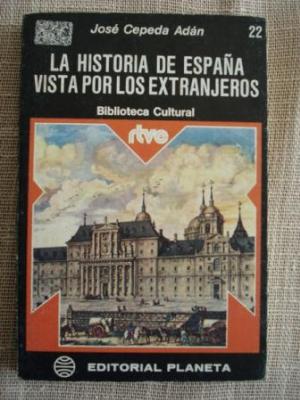 José Cepeda Adán
22
LA HISTORIA DE ESPAÑA
VISTA POR LOS EXTRANJEROS
Biblioteca Cultural
rtve
EDITORIAL PLANETA